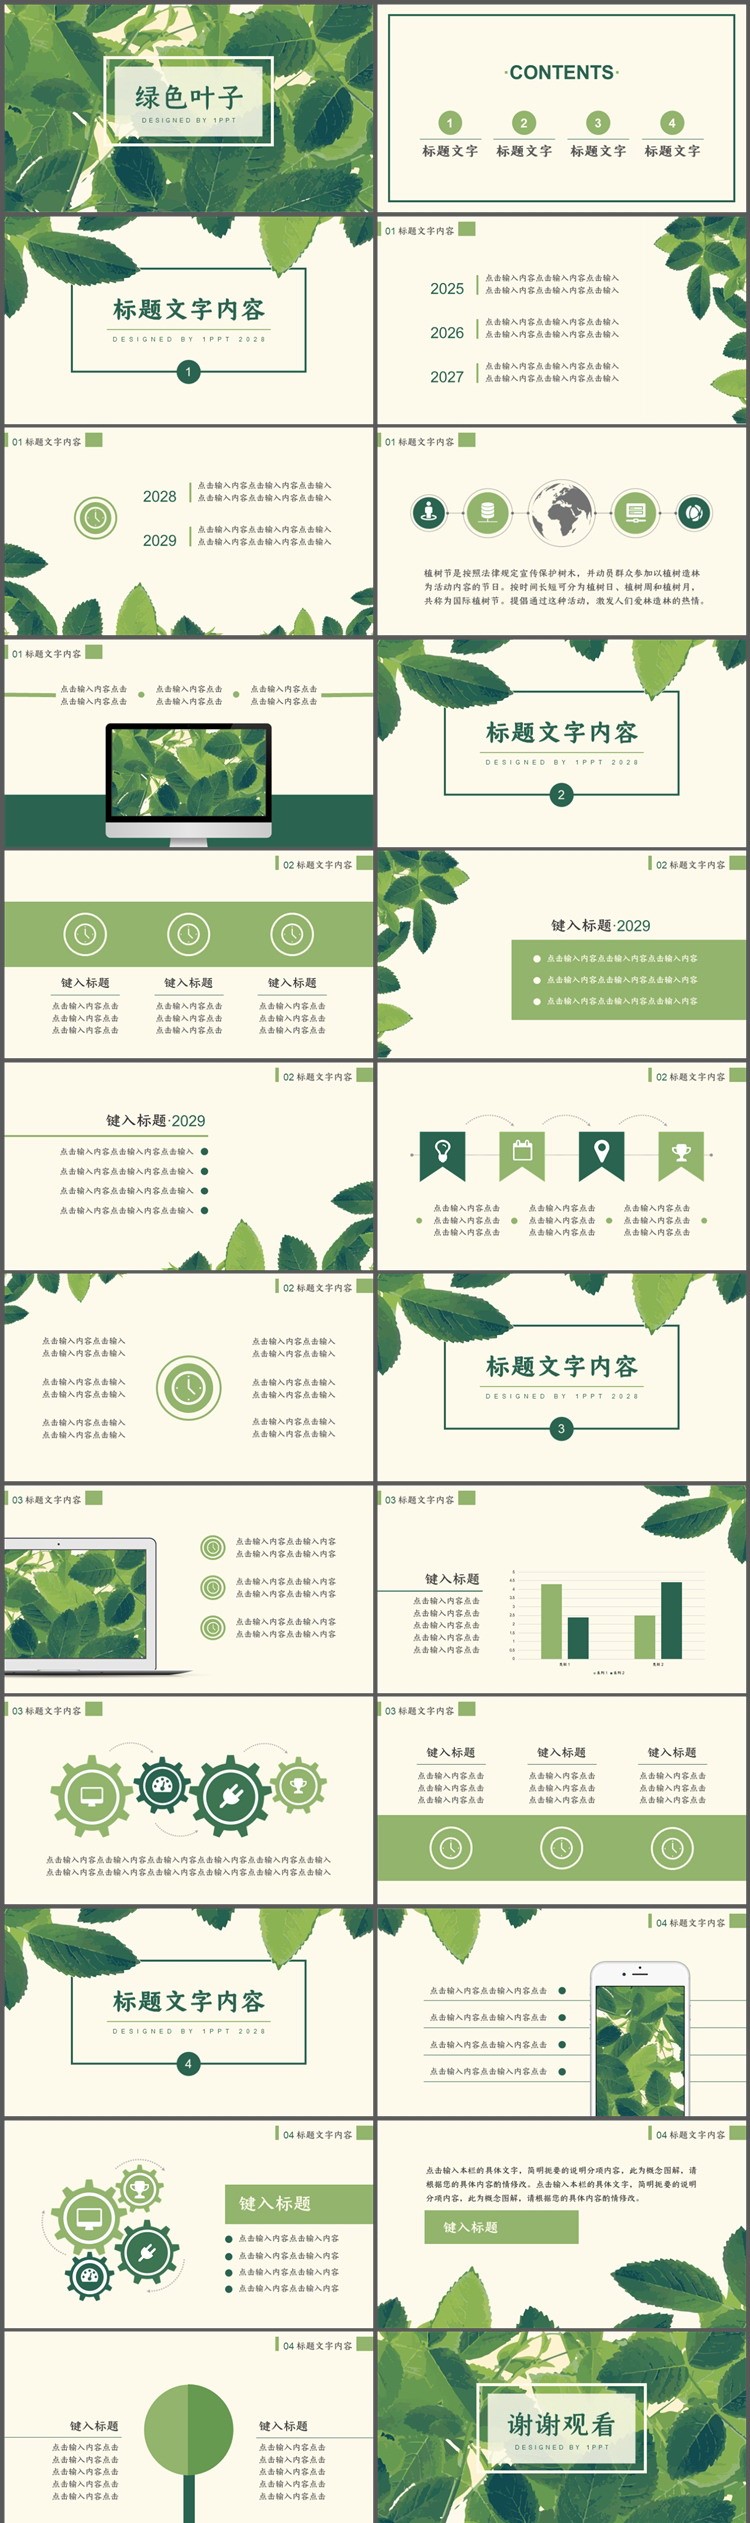 绿色叶子
DESIGNED BY 1PPT
·CONTENTS·
1
2
3
4
标题文字
标题文字
标题文字
标题文字
标题文字内容
DESIGNED BY 1PPT 2028
1
01 标题文字内容
2025
点击输入内容点击输入内容点击输入
点击输入内容点击输入内容点击输入
2026
点击输入内容点击输入内容点击输入
点击输入内容点击输入内容点击输入
2027
点击输入内容点击输入内容点击输入
点击输入内容点击输入内容点击输入
01 标题文字内容
2028
点击输入内容点击输入内容点击输入
点击输入内容点击输入内容点击输入
2029
点击输入内容点击输入内容点击输入
点击输入内容点击输入内容点击输入
01 标题文字内容
植树节是按照法律规定宣传保护树木，并动员群众参加以植树造林
为活动内容的节日。按时间长短可分为植树日、植树周和植树月，
共称为国际植树节。提倡通过这种活动，激发人们爱林造林的热情。
01 标题文字内容
点击输入内容点击
点击输入内容点击
点击输入内容点击
点击输入内容点击
点击输入内容点击
点击输入内容点击
标题文字内容
DESIGNED BY 1PPT 2028
2
02 标题文字内容
键入标题
点击输入内容点击
点击输入内容点击
点击输入内容点击
键入标题
点击输入内容点击
点击输入内容点击
点击输入内容点击
键入标题
点击输入内容点击
点击输入内容点击
点击输入内容点击
02 标题文字内容
键入标题·2029
点击输入内容点击输入内容点击输入内容
点击输入内容点击输入内容点击输入内容
点击输入内容点击输入内容点击输入内容
02 标题文字内容
键入标题·2029
点击输入内容点击输入内容点击输入
点击输入内容点击输入内容点击输入
点击输入内容点击输入内容点击输入
点击输入内容点击输入内容点击输入
02 标题文字内容
点击输入内容点击
点击输入内容点击
点击输入内容点击
点击输入内容点击
点击输入内容点击
点击输入内容点击
点击输入内容点击
点击输入内容点击
点击输入内容点击
02 标题文字内容
点击输入内容点击输入
点击输入内容点击输入
点击输入内容点击输入
点击输入内容点击输入
点击输入内容点击输入
点击输入内容点击输入
点击输入内容点击输入
点击输入内容点击输入
点击输入内容点击输入
点击输入内容点击输入
点击输入内容点击输入
点击输入内容点击输入
标题文字内容
DESIGNED BY 1PPT 2028
3
03 标题文字内容
点击输入内容点击输入内容
点击输入内容点击输入内容
点击输入内容点击输入内容
点击输入内容点击输入内容
点击输入内容点击输入内容
点击输入内容点击输入内容
03 标题文字内容
键入标题
点击输入内容点击
点击输入内容点击
点击输入内容点击
点击输入内容点击
点击输入内容点击
03 标题文字内容
点击输入内容点击输入内容点击输入内容点击输入内容点击输入
点击输入内容点击输入内容点击输入内容点击输入内容点击输入
03 标题文字内容
键入标题
点击输入内容点击
点击输入内容点击
点击输入内容点击
键入标题
点击输入内容点击
点击输入内容点击
点击输入内容点击
键入标题
点击输入内容点击
点击输入内容点击
点击输入内容点击
标题文字内容
DESIGNED BY 1PPT 2028
4
04 标题文字内容
点击输入内容点击输入内容点击
点击输入内容点击输入内容点击
点击输入内容点击输入内容点击
点击输入内容点击输入内容点击
04 标题文字内容
键入标题
点击输入内容点击输入内容
点击输入内容点击输入内容
点击输入内容点击输入内容
点击输入内容点击输入内容
04 标题文字内容
点击输入本栏的具体文字，简明扼要的说明分项内容，此为概念图解，请
根据您的具体内容酌情修改。点击输入本栏的具体文字，简明扼要的说明
分项内容，此为概念图解，请根据您的具体内容酌情修改。
键入标题
04 标题文字内容
键入标题
点击输入内容点击
点击输入内容点击
点击输入内容点击
点击输入内容点击
点击输入内容点击
键入标题
点击输入内容点击
点击输入内容点击
点击输入内容点击
点击输入内容点击
点击输入内容点击
谢谢观看
DESIGNED BY 1PPT